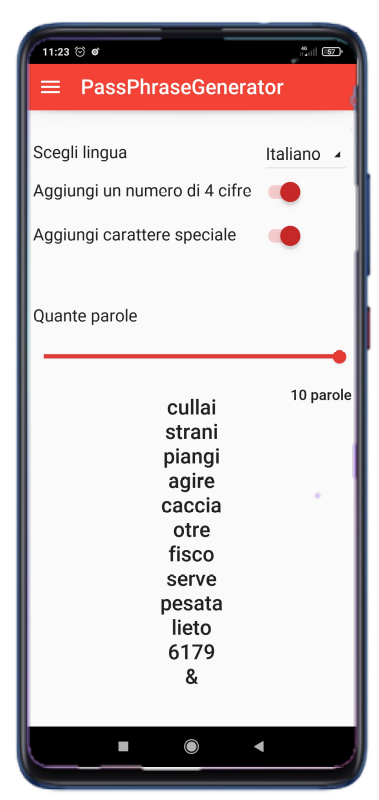 11:23
4G
57
PassPhraseGenerator
Scegli lingua
Italiano
Aggiungi un numero di 4 cifre
Aggiungi carattere speciale
Quante parole
10 parole
cullai
strani
piangi
agire
caccia
otre
fisco
serve
pesata
lieto
6179
&